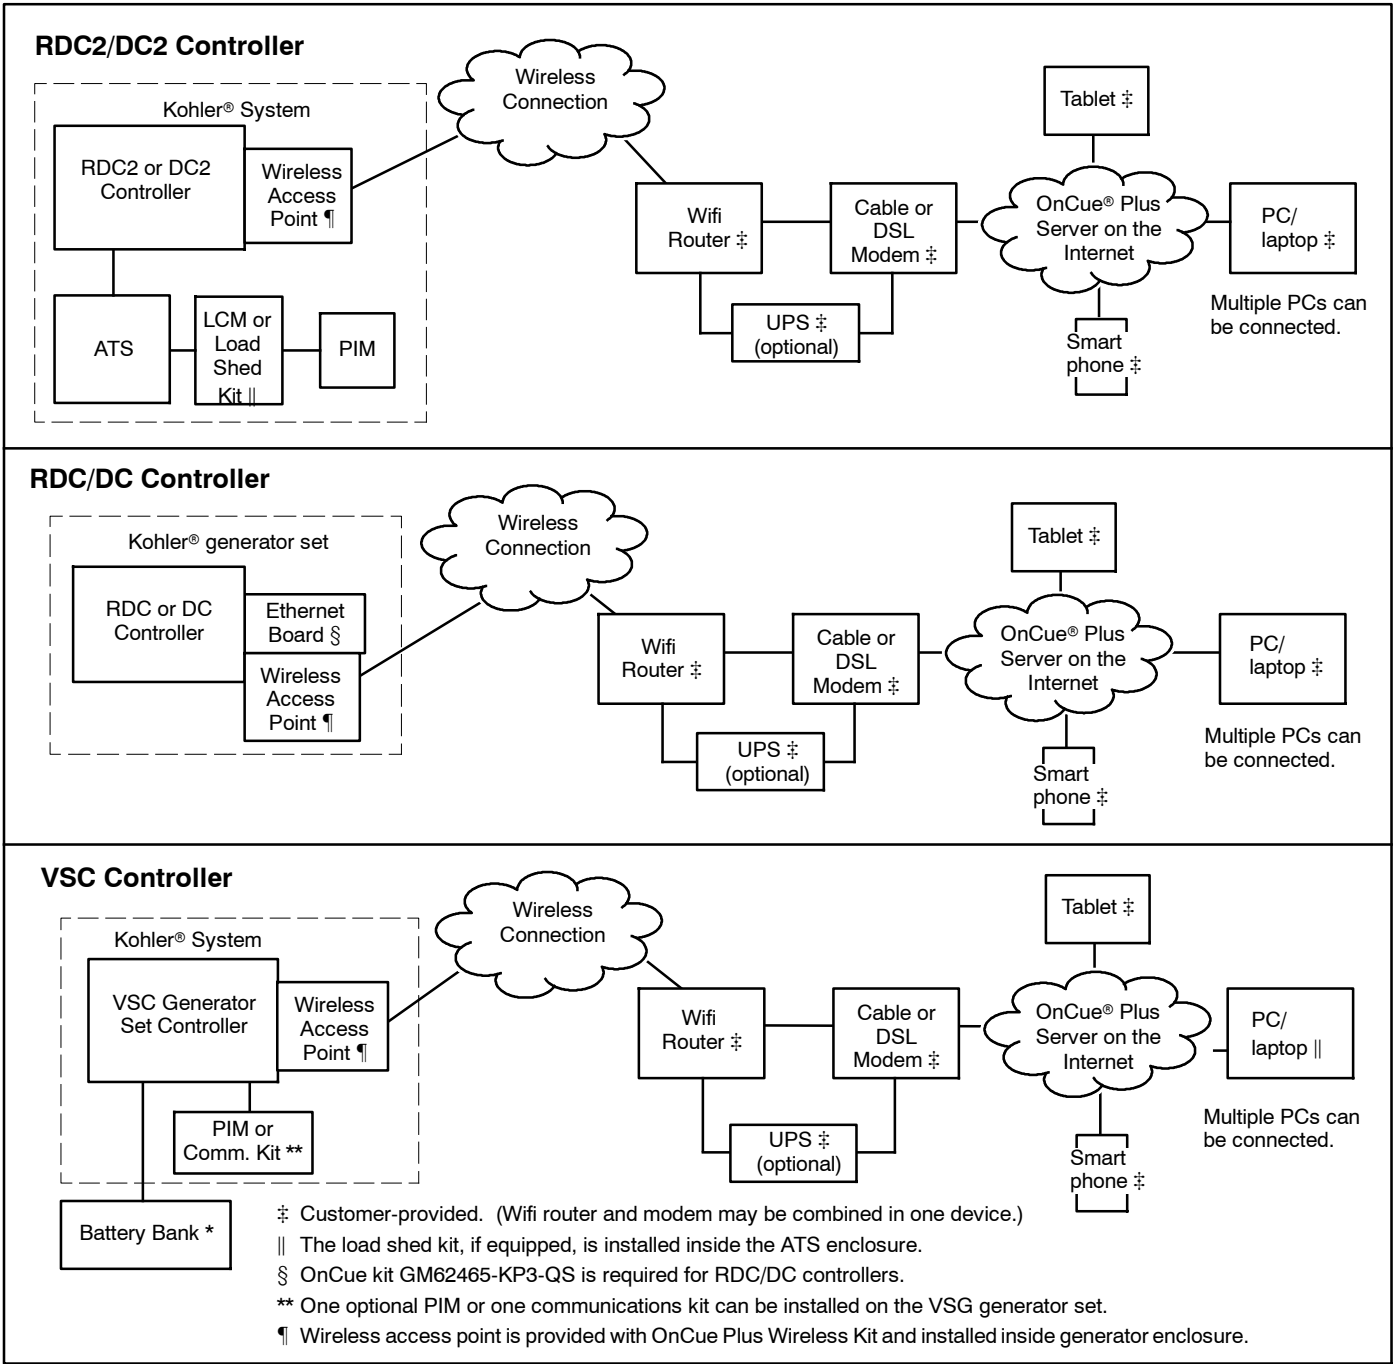 RDC2/DC2 Controller
Kohler® System
RDC2 or DC2
Controller
Wireless
Access
Point ¶
ATS
LCM or
Load
Shed
Kit ||
PIM
Wireless
Connection
Wifi
Router ‡
Cable or
DSL
Modem ‡
UPS ‡
(optional)
Tablet ‡
OnCue® Plus
Server on the
Internet
Smart
phone ‡
PC/
laptop ‡
Multiple PCs can
be connected.
RDC/DC Controller
Kohler® generator set
RDC or DC
Controller
Ethernet
Board §
Wireless
Access
Point ¶
Wireless
Connection
Wifi
Router ‡
Cable or
DSL
Modem ‡
UPS ‡
(optional)
Tablet ‡
OnCue® Plus
Server on the
Internet
Smart
phone ‡
PC/
laptop ‡
Multiple PCs can
be connected.
VSC Controller
Kohler® System
VSC Generator
Set Controller
Wireless
Access
Point ¶
PIM or
Comm. Kit **
Battery Bank *
Wireless
Connection
Wifi
Router ‡
Cable or
DSL
Modem ‡
UPS ‡
(optional)
Tablet ‡
OnCue® Plus
Server on the
Internet
Smart
phone ‡
PC/
laptop ||
Multiple PCs can
be connected.
‡ Customer-provided. (Wifi router and modem may be combined in one device.)
|| The load shed kit, if equipped, is installed inside the ATS enclosure.
§ OnCue kit GM62465-KP3-QS is required for RDC/DC controllers.
** One optional PIM or one communications kit can be installed on the VSG generator set.
¶ Wireless access point is provided with OnCue Plus Wireless Kit and installed inside generator enclosure.